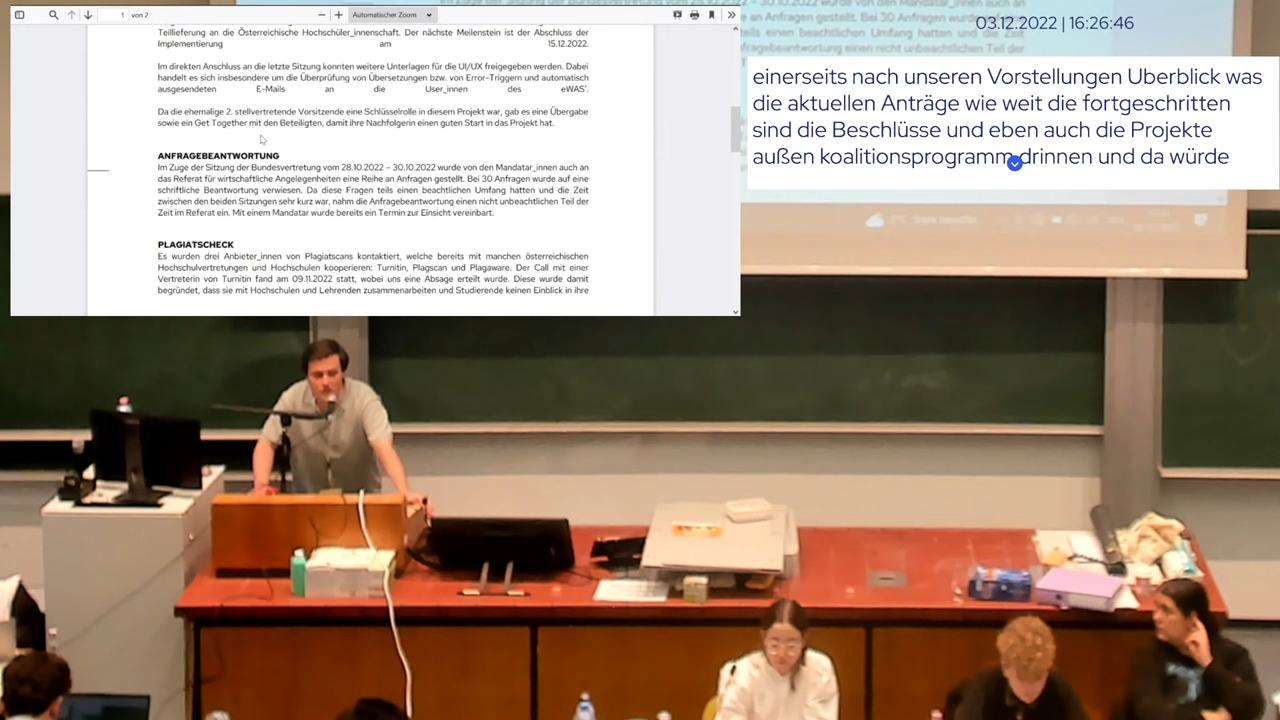 1 von 2
Automatischer Zoom
Teillieferung an die Österreichische Hochschüler_innenschaft. Der nächste Meilenstein ist der Abschluss der
Implementierung am 15.12.2022.
Im direkten Anschluss an die letzte Sitzung konnten weitere Unterlagen für die UI/UX freigegeben werden. Dabei
handelt es sich insbesondere um die Überprüfung von Übersetzungen bzw. von Error-Triggern und automatisch
ausgesendeten E-Mails an die User_innen des eWAS'.
Da die ehemalige 2. stellvertretende Vorsitzende eine Schlüsselrolle in diesem Projekt war, gab es eine Übergabe
sowie ein Get Together mit den Beteiligten, damit ihre Nachfolgerin einen guten Start in das Projekt hat.
ANFRAGEBEANTWORTUNG
Im Zuge der Sitzung der Bundesvertretung vom 28.10.2022 – 30.10.2022 wurde von den Mandatar_innen auch an
das Referat für wirtschaftliche Angelegenheiten eine Reihe an Anfragen gestellt. Bei 30 Anfragen wurde auf eine
schriftliche Beantwortung verwiesen. Da diese Fragen teils einen beachtlichen Umfang hatten und die Zeit
zwischen den beiden Sitzungen sehr kurz war, nahm die Anfragebeantwortung einen nicht unbeachtlichen Teil der
Zeit im Referat ein. Mit einem Mandatar wurde bereits ein Termin zur Einsicht vereinbart.
PLAGIATSCHECK
Es wurden drei Anbieter_innen von Plagiatscans kontaktiert, welche bereits mit manchen österreichischen
Hochschulvertretungen und Hochschulen kooperieren: Turnitin, Plagscan und Plagaware. Der Call mit einer
Vertreterin von Turnitin fand am 09.11.2022 statt, wobei uns eine Absage erteilt wurde. Diese wurde damit
begründet, dass sie mit Hochschulen und Lehrenden zusammenarbeiten und Studierende keinen Einblick in ihre
03.12.2022 | 16:26:46
einerseits nach unseren Vorstellungen Überblick was
die aktuellen Anträge wie weit die fortgeschritten
sind die Beschlüsse und eben auch die Projekte
außen koalitionsprogramm drinnen und da würde